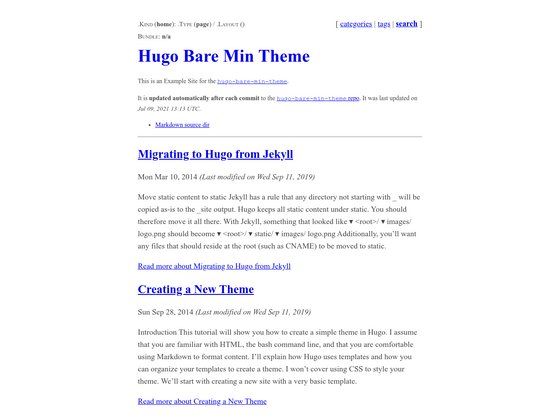 .Kind (home): .Type (page) / .Layout ()
[ categories | tags | search ]
Bundle: n/a
Hugo Bare Min Theme
This is an Example Site for the hugo-bare-min-theme.
It is updated automatically after each commit to the hugo-bare-min-theme repo. It was last updated on
Jul 09, 2021 13:13 UTC.
• Markdown source dir
Migrating to Hugo from Jekyll
Mon Mar 10, 2014 (Last modified on Wed Sep 11, 2019)
Move static content to static Jekyll has a rule that any directory not starting with _ will be
copied as-is to the _site output. Hugo keeps all static content under static. You should
therefore move it all there. With Jekyll, something that looked like ▾ <root>/ ▾ images/
logo.png should become ▾ <root>/ ▾ static/ ▾ images/ logo.png Additionally, you’ll want
any files that should reside at the root (such as CNAME) to be moved to static.
Read more about Migrating to Hugo from Jekyll
Creating a New Theme
Sun Sep 28, 2014 (Last modified on Wed Sep 11, 2019)
Introduction This tutorial will show you how to create a simple theme in Hugo. I assume
that you are familiar with HTML, the bash command line, and that you are comfortable
using Markdown to format content. I’ll explain how Hugo uses templates and how you
can organize your templates to create a theme. I won’t cover using CSS to style your
theme. We’ll start with creating a new site with a very basic template.
Read more about Creating a New Theme